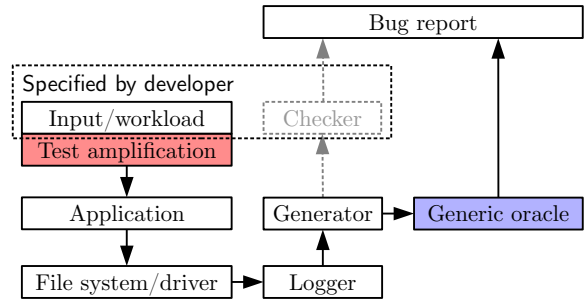 Bug report
Specified by developer
Input/workload
Checker
Test amplification
Application
Generator
Generic oracle
File system/driver
Logger